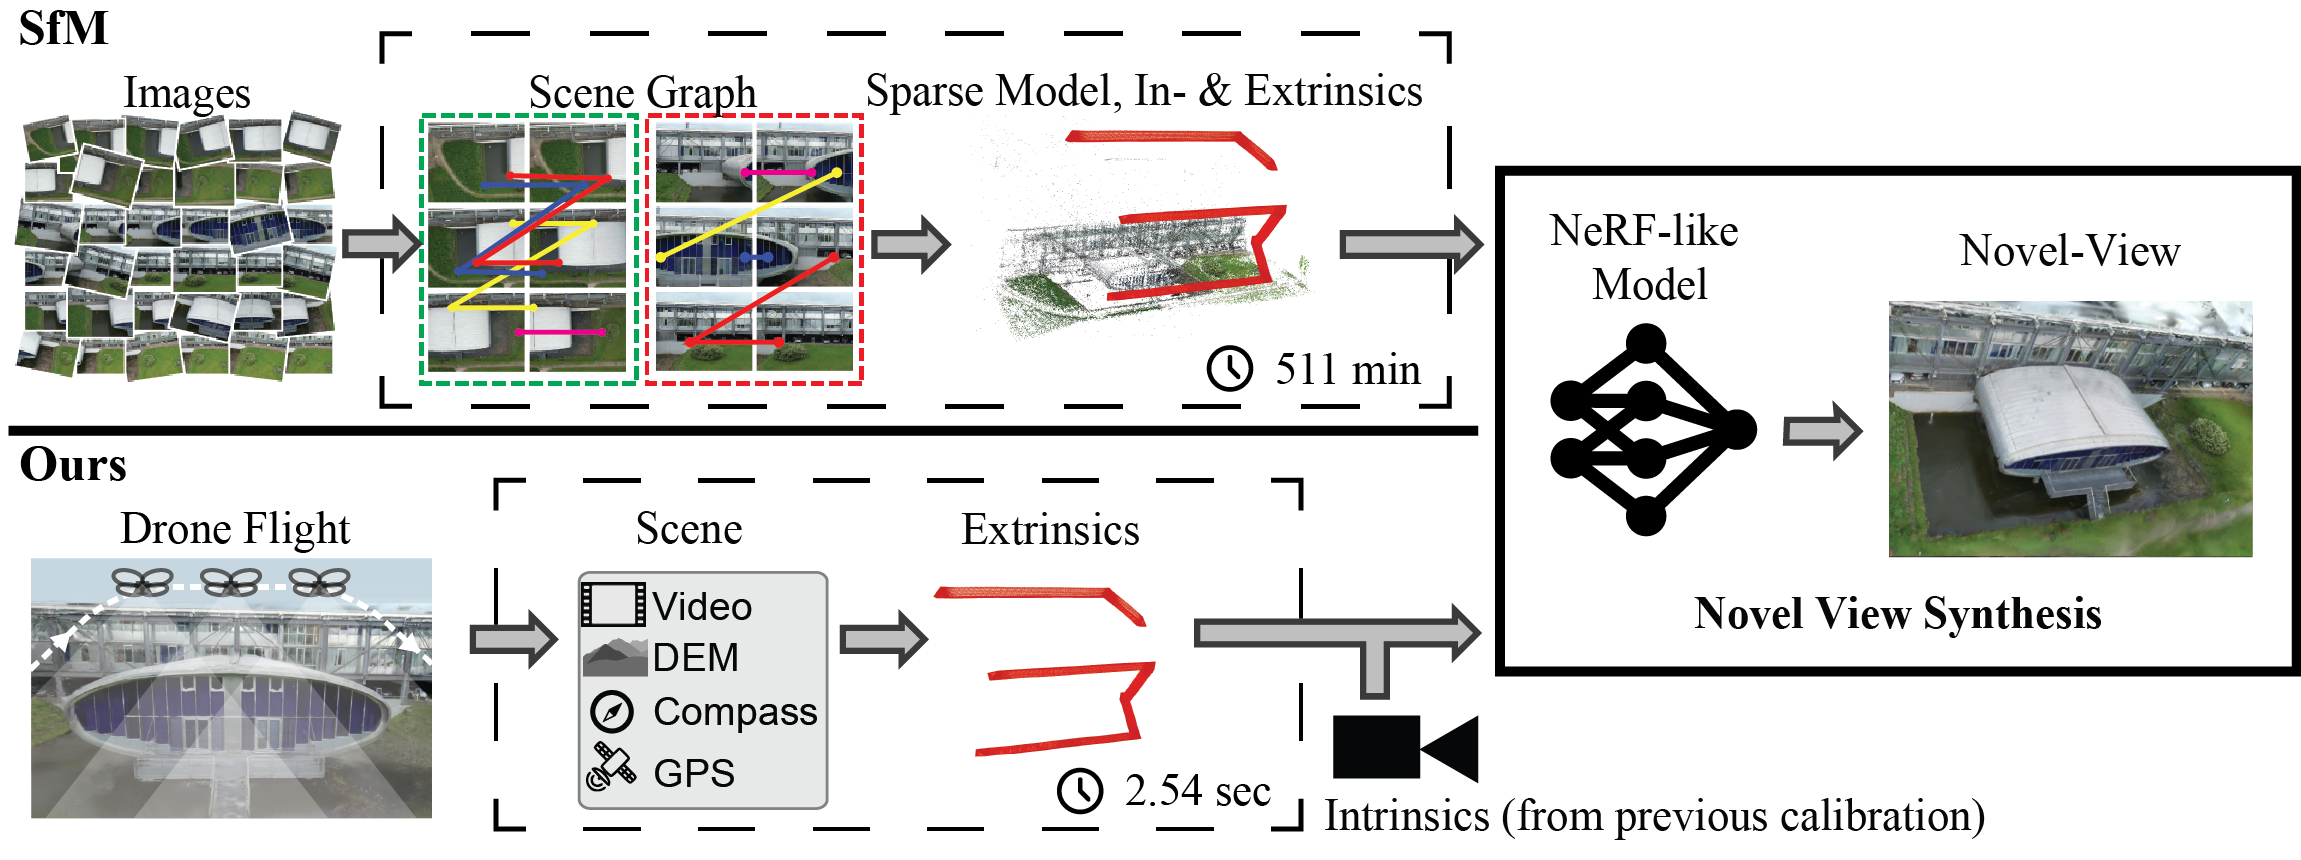 SfM
Images
Scene Graph
Sparse Model, In- & Extrinsics
511 min
Ours
Drone Flight
Scene
Video
DEM
Compass
GPS
Extrinsics
2.54 sec
Intrinsics (from previous calibration)
NeRF-like
Model
Novel-View
Novel View Synthesis